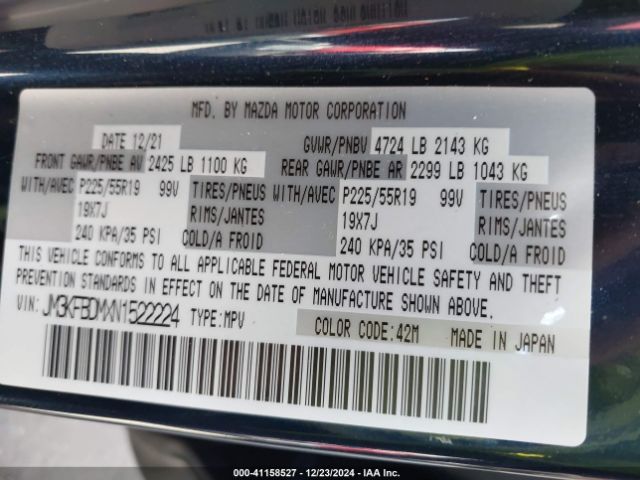 MFD. BY MAZDA MOTOR CORPORATION
DATE 12/21 GVWR/PNBV 4724 LB 2143 KG
FRONT GAWR/PNBE AV 2425 LB 1100 KG REAR GAWR/PNBE AR 2299 LB 1043 KG
WITH/AVEC P225/55R19 99V TIRES/PNEUS WITH/AVEC P225/55R19 99V TIRES/PNEUS
19X7J RIMS/JANTES 19X7J RIMS/JANTES
240 KPA/35 PSI COLD/A FROID 240 KPA/35 PSI COLD/A FROID
THIS VEHICLE CONFORMS TO ALL APPLICABLE FEDERAL MOTOR VEHICLE SAFETY AND THEFT
PREVENTION STANDARDS IN EFFECT ON THE DATE OF MANUFACTURE SHOWN ABOVE.
VIN: JM3KFBDMXN1522224 TYPE:MPV COLOR CODE:42M MADE IN JAPAN
000-41158527 - 12/23/2024 - IAA Inc.